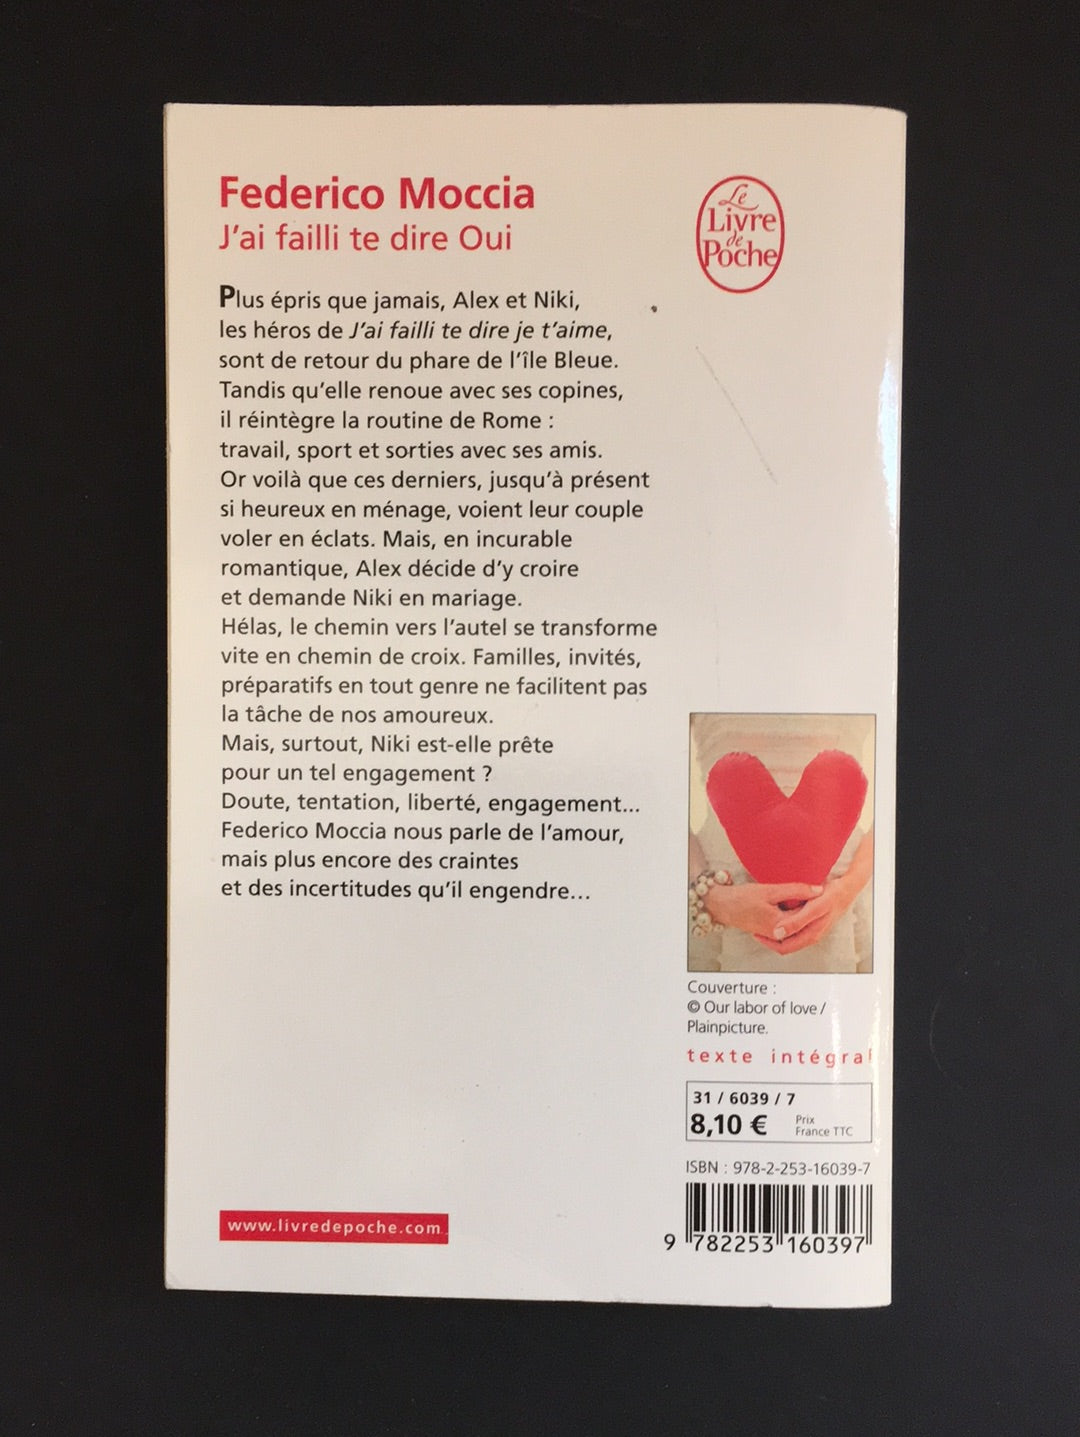 Federico Moccia
J'ai failli te dire Oui
Le
Livre
de
Poche
Plus épris que jamais, Alex et Niki,
les héros de J'ai failli te dire je t'aime,
sont de retour du phare de l'île Bleue.
Tandis qu'elle renoue avec ses copines,
il réintègre la routine de Rome :
travail, sport et sorties avec ses amis.
Or voilà que ces derniers, jusqu'à présent
si heureux en ménage, voient leur couple
voler en éclats. Mais, en incurable
romantique, Alex décide d'y croire
et demande Niki en mariage.
Hélas, le chemin vers l'autel se transforme
vite en chemin de croix. Familles, invités,
préparatifs en tout genre ne facilitent pas
la tâche de nos amoureux.
Mais, surtout, Niki est-elle prête
pour un tel engagement ?
Doute, tentation, liberté, engagement...
Federico Moccia nous parle de l'amour,
mais plus encore des craintes
et des incertitudes qu'il engendre...
Couverture :
© Our labor of love /
Plainpicture.
texte intégral
31 / 6039 / 7
8,10 €
Prix
France TTC
ISBN : 978-2-253-16039-7
9 782253 160397
www.livredepoche.com